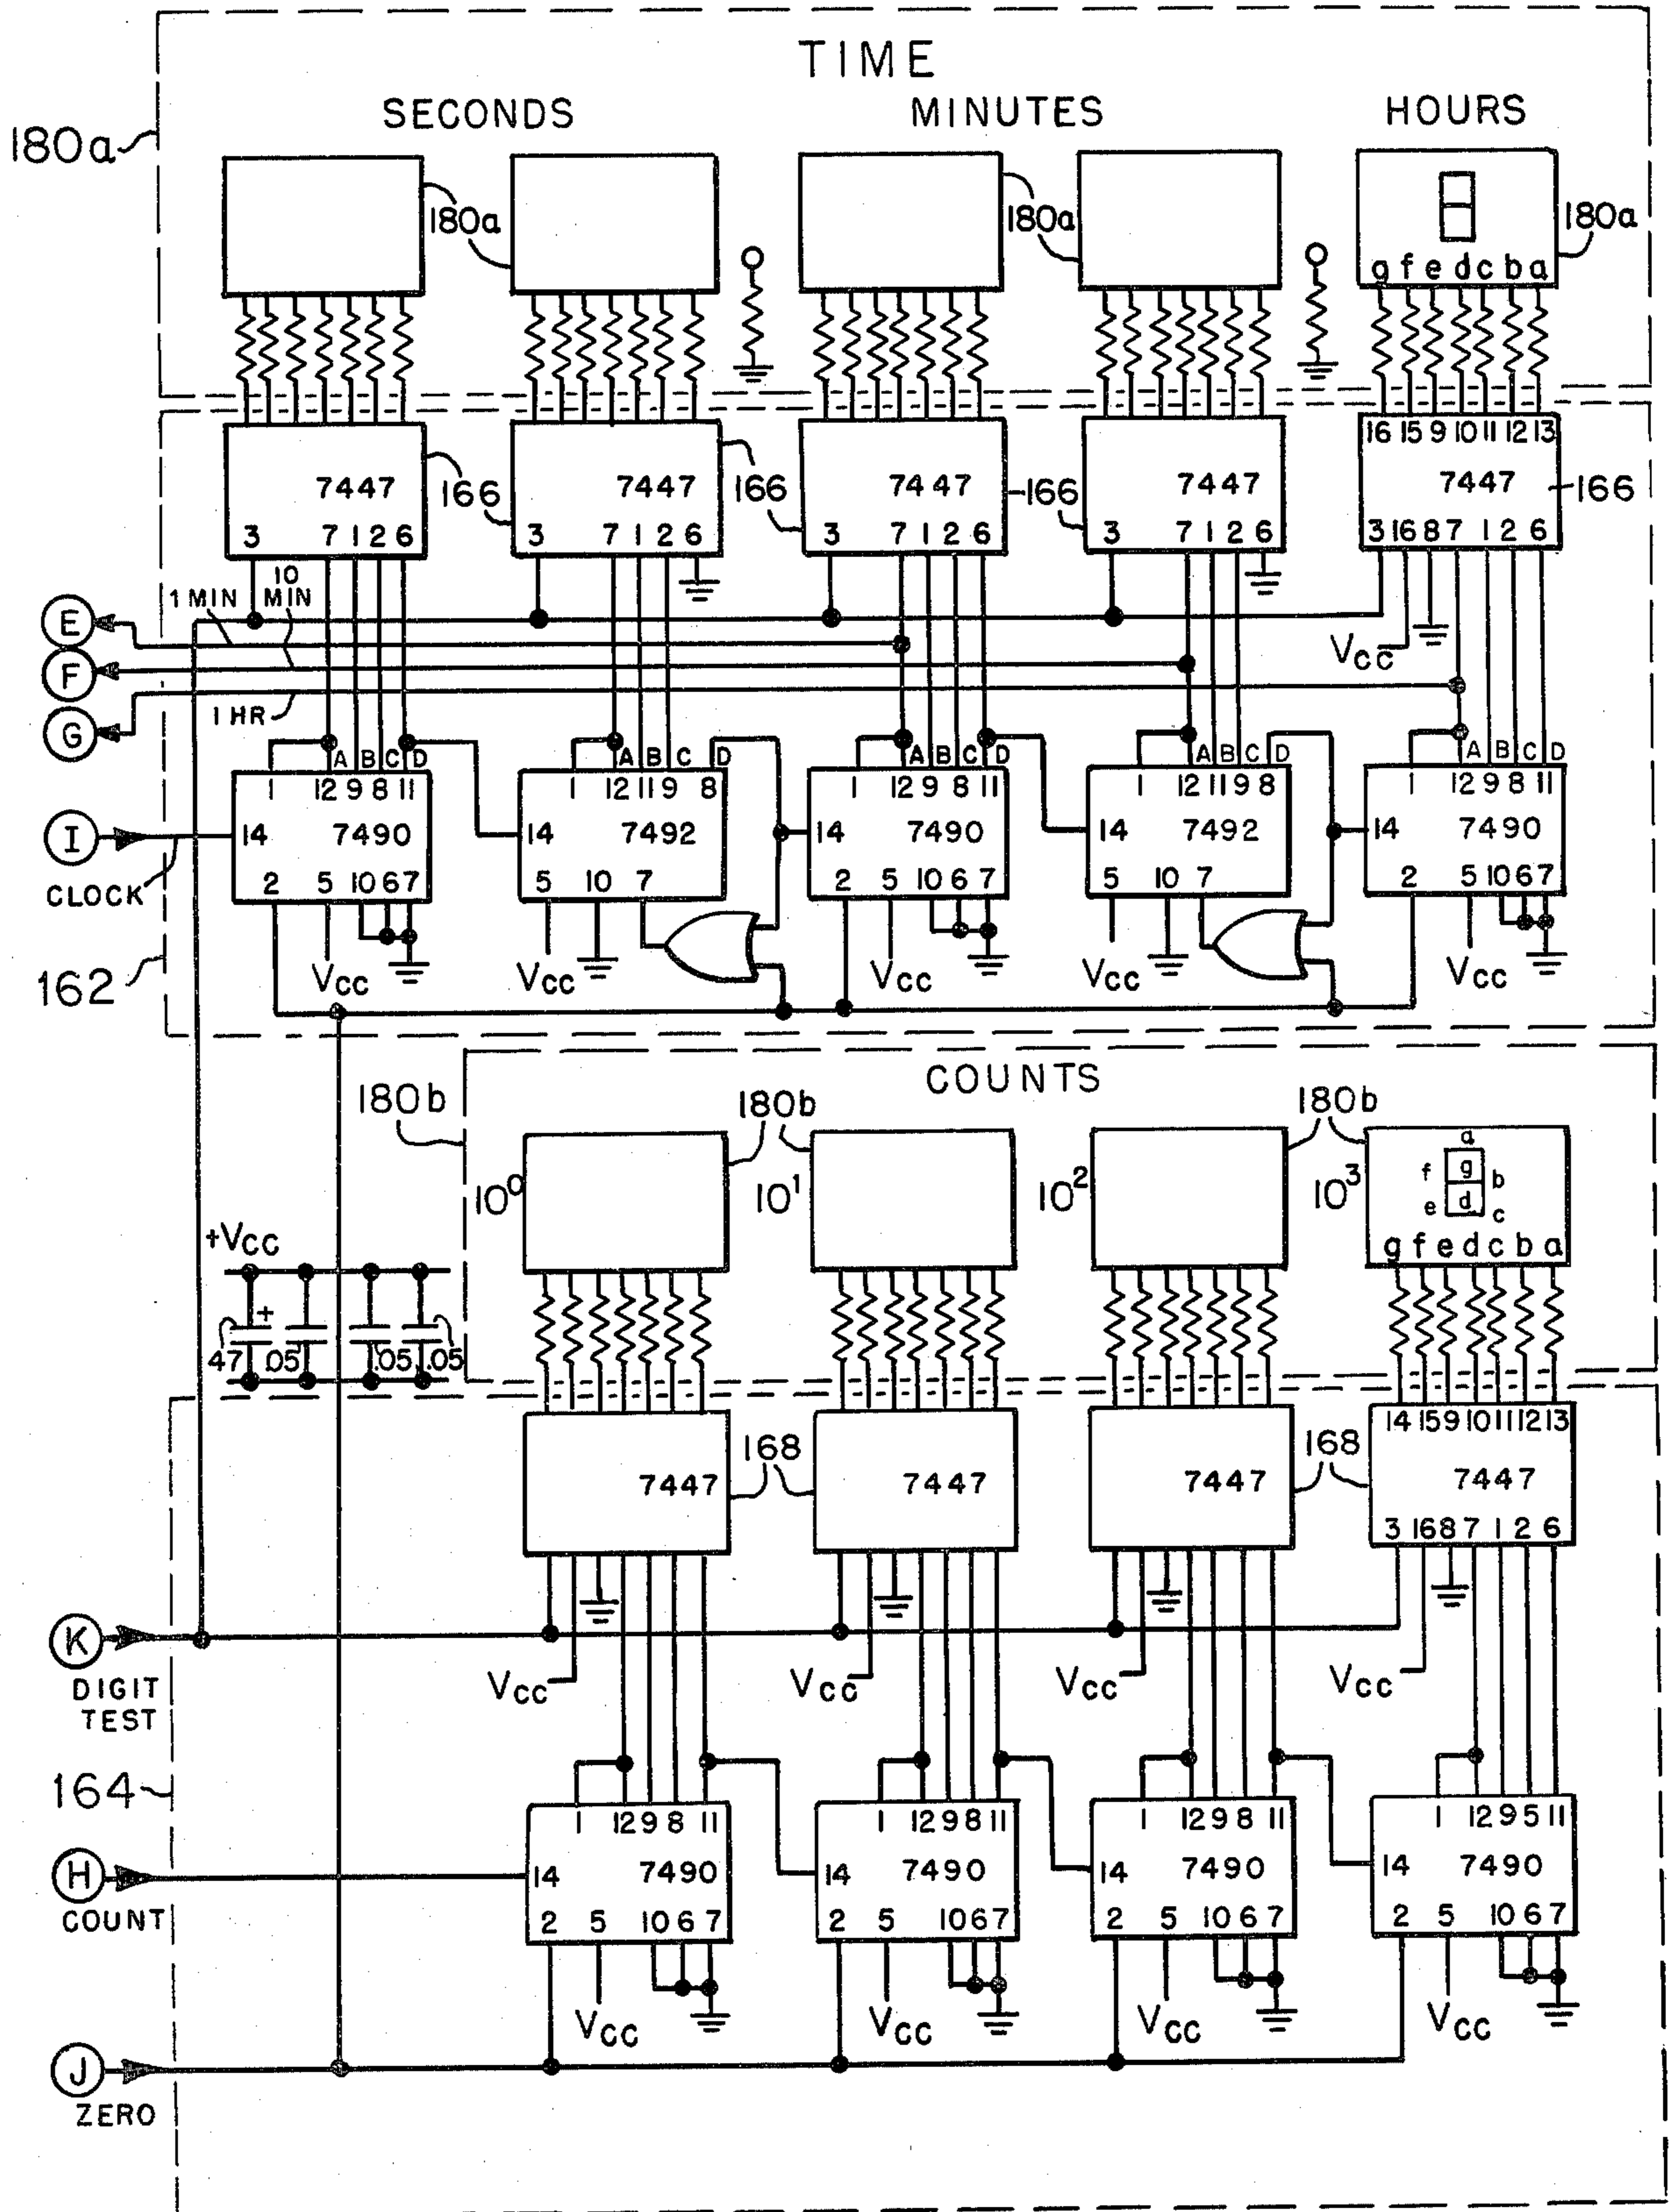 TIME
SECONDS MINUTES HOURS
180a
180a 180a 180a
g f e d c b a
16 15 9 10 11 12 13
7447 166 7447 166 7447 166 7447 7447 166
3 7 1 2 6 3 7 1 2 6 3 7 1 2 6 3 7 1 2 6 3 16 8 7 1 2 6
1 MIN 10 MIN
E
VCC
F
1 HR
G
A B C D A B C D A B C D A B C D A B C D
1 12 9 8 11 1 12 11 9 8 1 12 9 8 11 1 12 11 9 8 1 12 9 8 11
I 14 7490 14 7492 14 7490 14 7492 14 7490
CLOCK
2 5 10 6 7 5 10 7 2 5 10 6 7 5 10 7 2 5 10 6 7
VCC VCC VCC VCC VCC
162
COUNTS
180b 180b 180b
a
f g b
e d c
10⁰ 10¹ 10² 10³
g f e d c b a
+VCC
+
47 .05 .05 .05
14 15 9 10 11 12 13
7447 168 7447 7447 168 7447
3 16 8 7 1 2 6
K
DIGIT
TEST
VCC VCC VCC VCC
164
1 12 9 8 11 1 12 9 8 11 1 12 9 8 11 1 12 9 5 11
H 14 7490 14 7490 14 7490 14 7490
COUNT
2 5 10 6 7 2 5 10 6 7 2 5 10 6 7 2 5 10 6 7
VCC VCC VCC VCC
J
ZERO